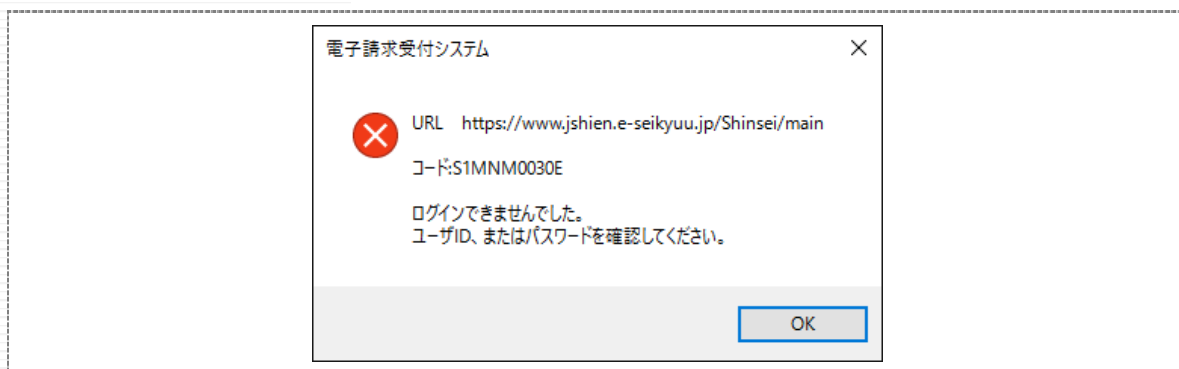 電子請求受付システム
URL　https://www.jshien.e-seikyuu.jp/Shinsei/main
コード:S1MNM0030E
ログインできませんでした。
ユーザID、またはパスワードを確認してください。
OK